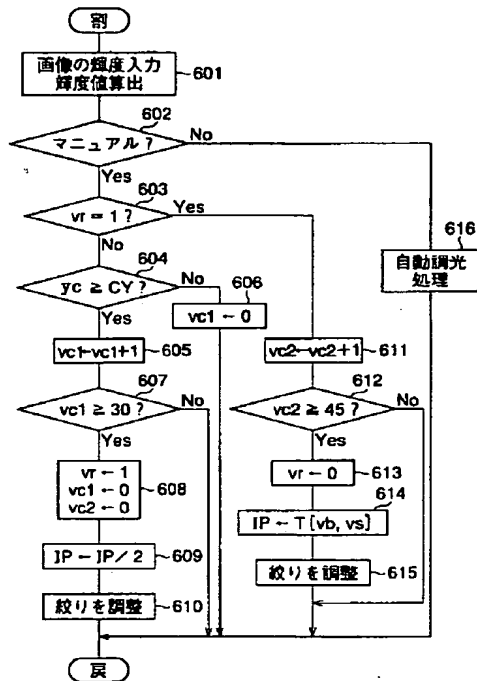 割
画像の輝度入力
輝度値算出
601
602
マニュアル?
No
Yes
603
vr = 1 ?
Yes
No
604
yc ≧ CY ?
No
Yes
606
vc1 ← 0
616
自動調光
処理
vc1←vc1+1
605
vc2←vc2+1
611
607
vc1 ≧ 30 ?
No
Yes
612
vc2 ≧ 45 ?
No
Yes
vr ← 1
vc1 ← 0
vc2 ← 0
608
vr ← 0
613
614
IP ← T[vb, vs]
IP ← IP / 2
609
絞りを調整
615
絞りを調整
610
戻